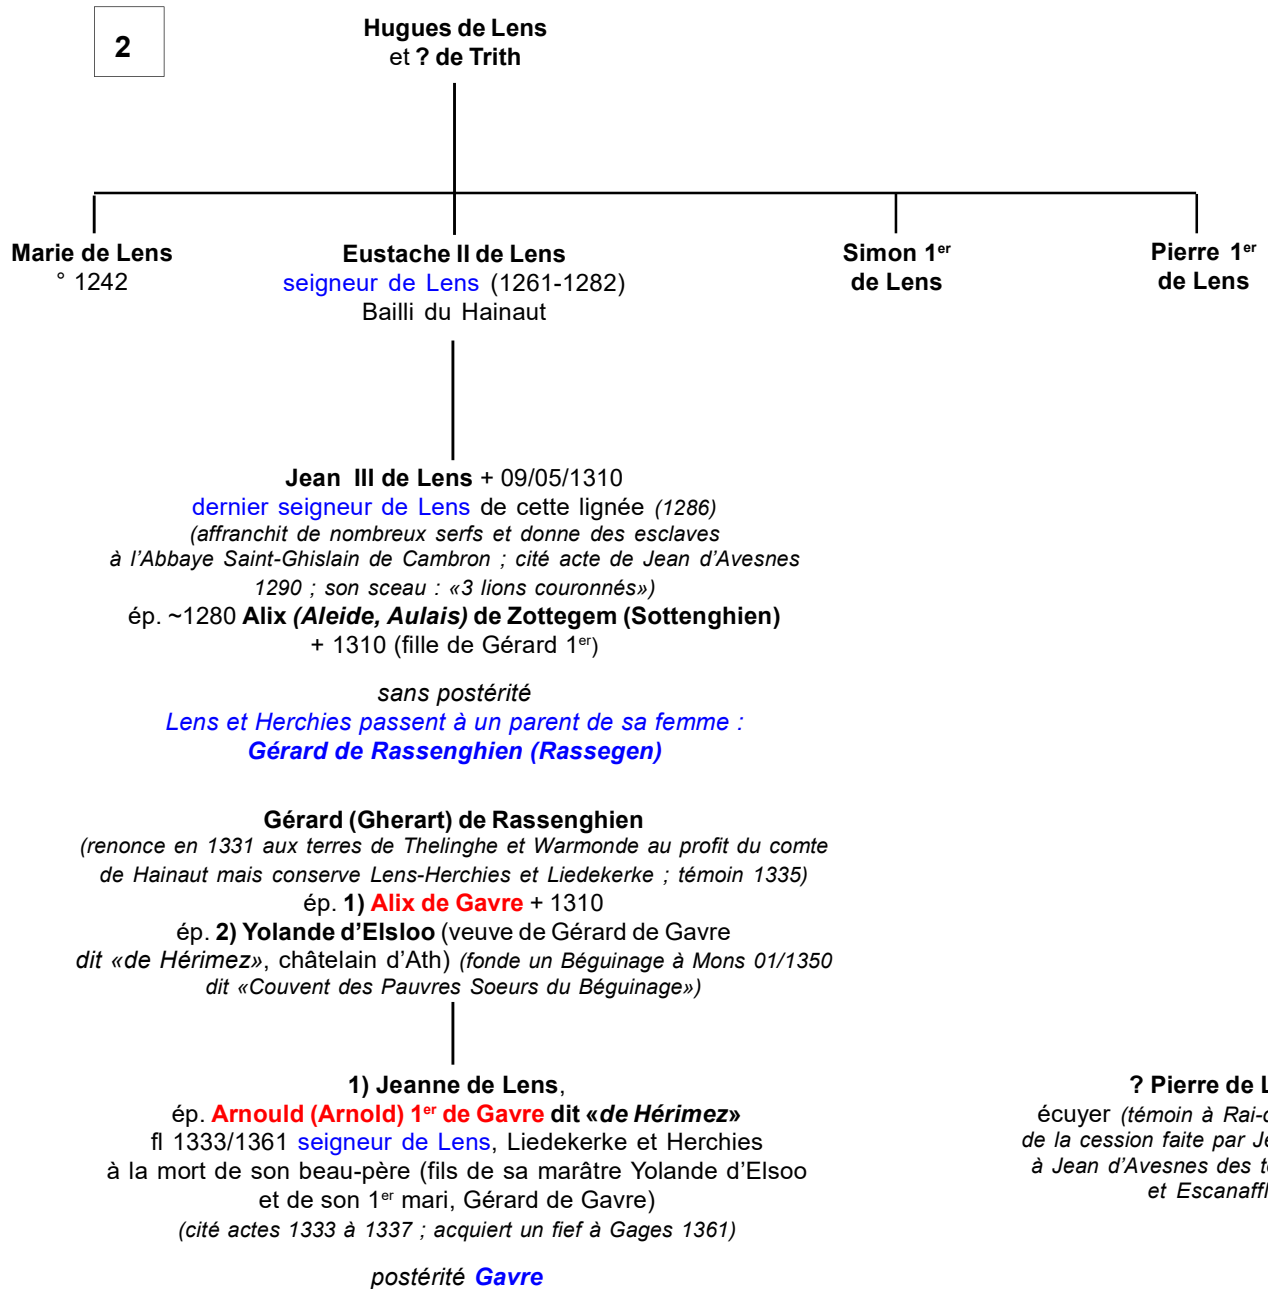 2
Hugues de Lens
et ? de Trith
Marie de Lens
° 1242
Eustache II de Lens
seigneur de Lens (1261-1282)
Bailli du Hainaut
Simon 1er
de Lens
Pierre 1er
de Lens
Jean III de Lens + 09/05/1310
dernier seigneur de Lens de cette lignée (1286)
(affranchit de nombreux serfs et donne des esclaves
à l’Abbaye Saint-Ghislain de Cambron ; cité acte de Jean d’Avesnes
1290 ; son sceau : «3 lions couronnés»)
ép. ~1280 Alix (Aleide, Aulais) de Zottegem (Sottenghien)
+ 1310 (fille de Gérard 1er)
sans postérité
Lens et Herchies passent à un parent de sa femme :
Gérard de Rassenghien (Rassegen)
Gérard (Gherart) de Rassenghien
(renonce en 1331 aux terres de Thelinghe et Warmonde au profit du comte
de Hainaut mais conserve Lens-Herchies et Liedekerke ; témoin 1335)
ép. 1) Alix de Gavre + 1310
ép. 2) Yolande d’Elsloo (veuve de Gérard de Gavre
dit «de Hérimez», châtelain d’Ath) (fonde un Béguinage à Mons 01/1350
dit «Couvent des Pauvres Soeurs du Béguinage»)
1) Jeanne de Lens,
ép. Arnould (Arnold) 1er de Gavre dit «de Hérimez»
fl 1333/1361 seigneur de Lens, Liedekerke et Herchies
à la mort de son beau-père (fils de sa marâtre Yolande d’Elsoo
et de son 1er mari, Gérard de Gavre)
(cité actes 1333 à 1337 ; acquiert un fief à Gages 1361)
postérité Gavre
? Pierre de
écuyer (témoin à
de la cession faite par
à Jean d’Avesnes des
et